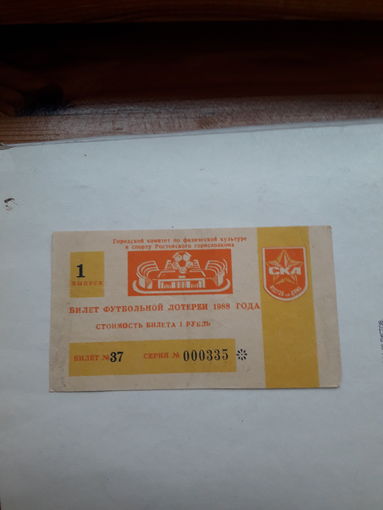 Городской комитет по физической культуре
и спорту Ростовского горисполкома
1
ВЫПУСК
СКА
БИЛЕТ ФУТБОЛЬНОЙ ЛОТЕРЕИ 1988 ГОДА
СТОИМОСТЬ БИЛЕТА 1 РУБЛЬ
БИЛЕТ № 37 СЕРИЯ № 000335 *